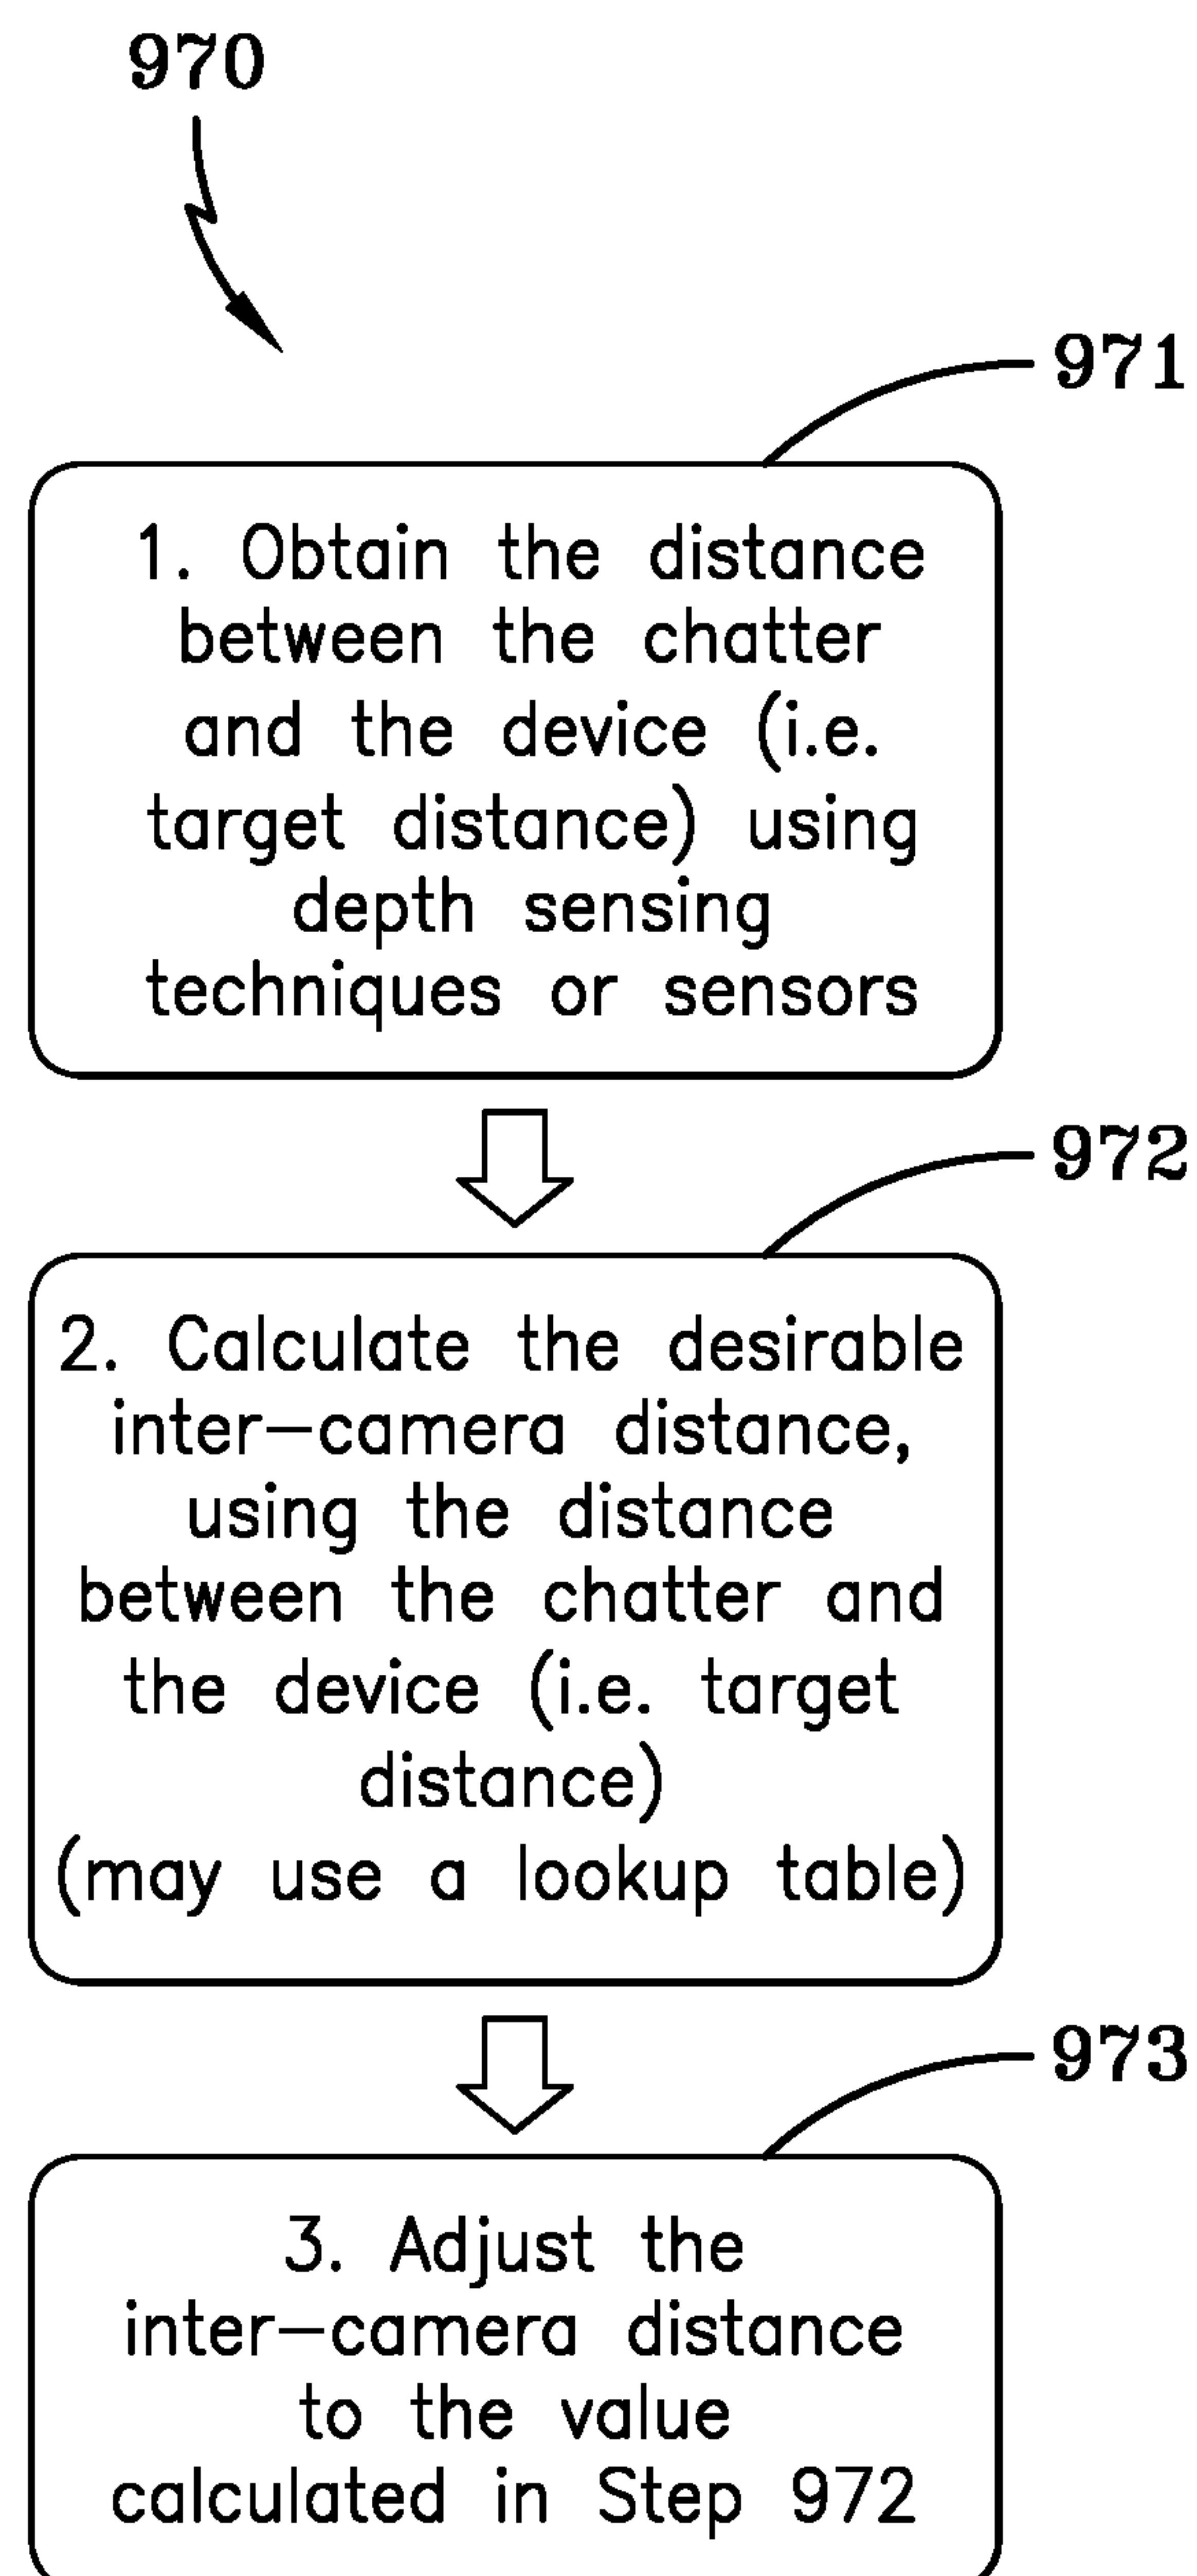 970
971
1. Obtain the distance
between the chatter
and the device (i.e.
target distance) using
depth sensing
techniques or sensors
972
2. Calculate the desirable
inter-camera distance,
using the distance
between the chatter and
the device (i.e. target
distance)
(may use a lookup table)
973
3. Adjust the
inter-camera distance
to the value
calculated in Step 972